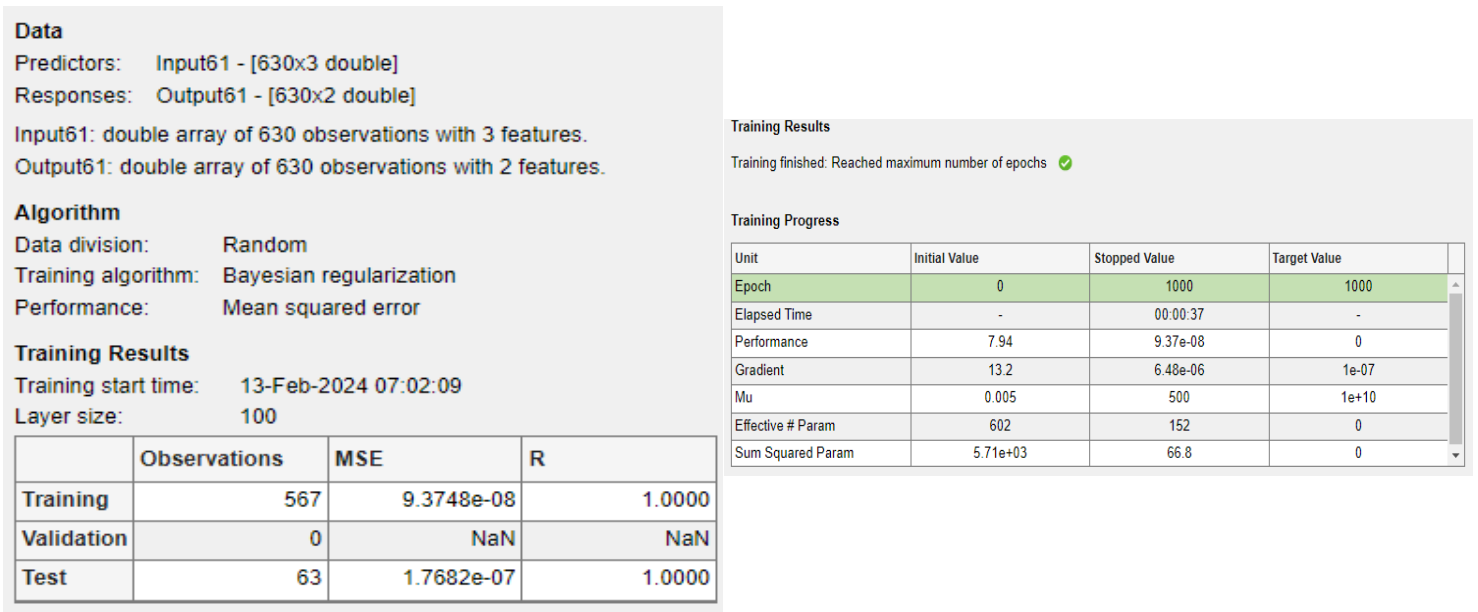 Data
Predictors: Input61 - [630x3 double]
Responses: Output61 - [630x2 double]
Input61: double array of 630 observations with 3 features.
Output61: double array of 630 observations with 2 features.
Algorithm
Data division: Random
Training algorithm: Bayesian regularization
Performance: Mean squared error
Training Results
Training start time: 13-Feb-2024 07:02:09
Layer size: 100
Observations MSE R
Training 567 9.3748e-08 1.0000
Validation 0 NaN NaN
Test 63 1.7682e-07 1.0000
Training Results
Training finished: Reached maximum number of epochs
Training Progress
Unit Initial Value Stopped Value Target Value
Epoch 0 1000 1000
Elapsed Time - 00:00:37 -
Performance 7.94 9.37e-08 0
Gradient 13.2 6.48e-06 1e-07
Mu 0.005 500 1e+10
Effective # Param 602 152 0
Sum Squared Param 5.71e+03 66.8 0